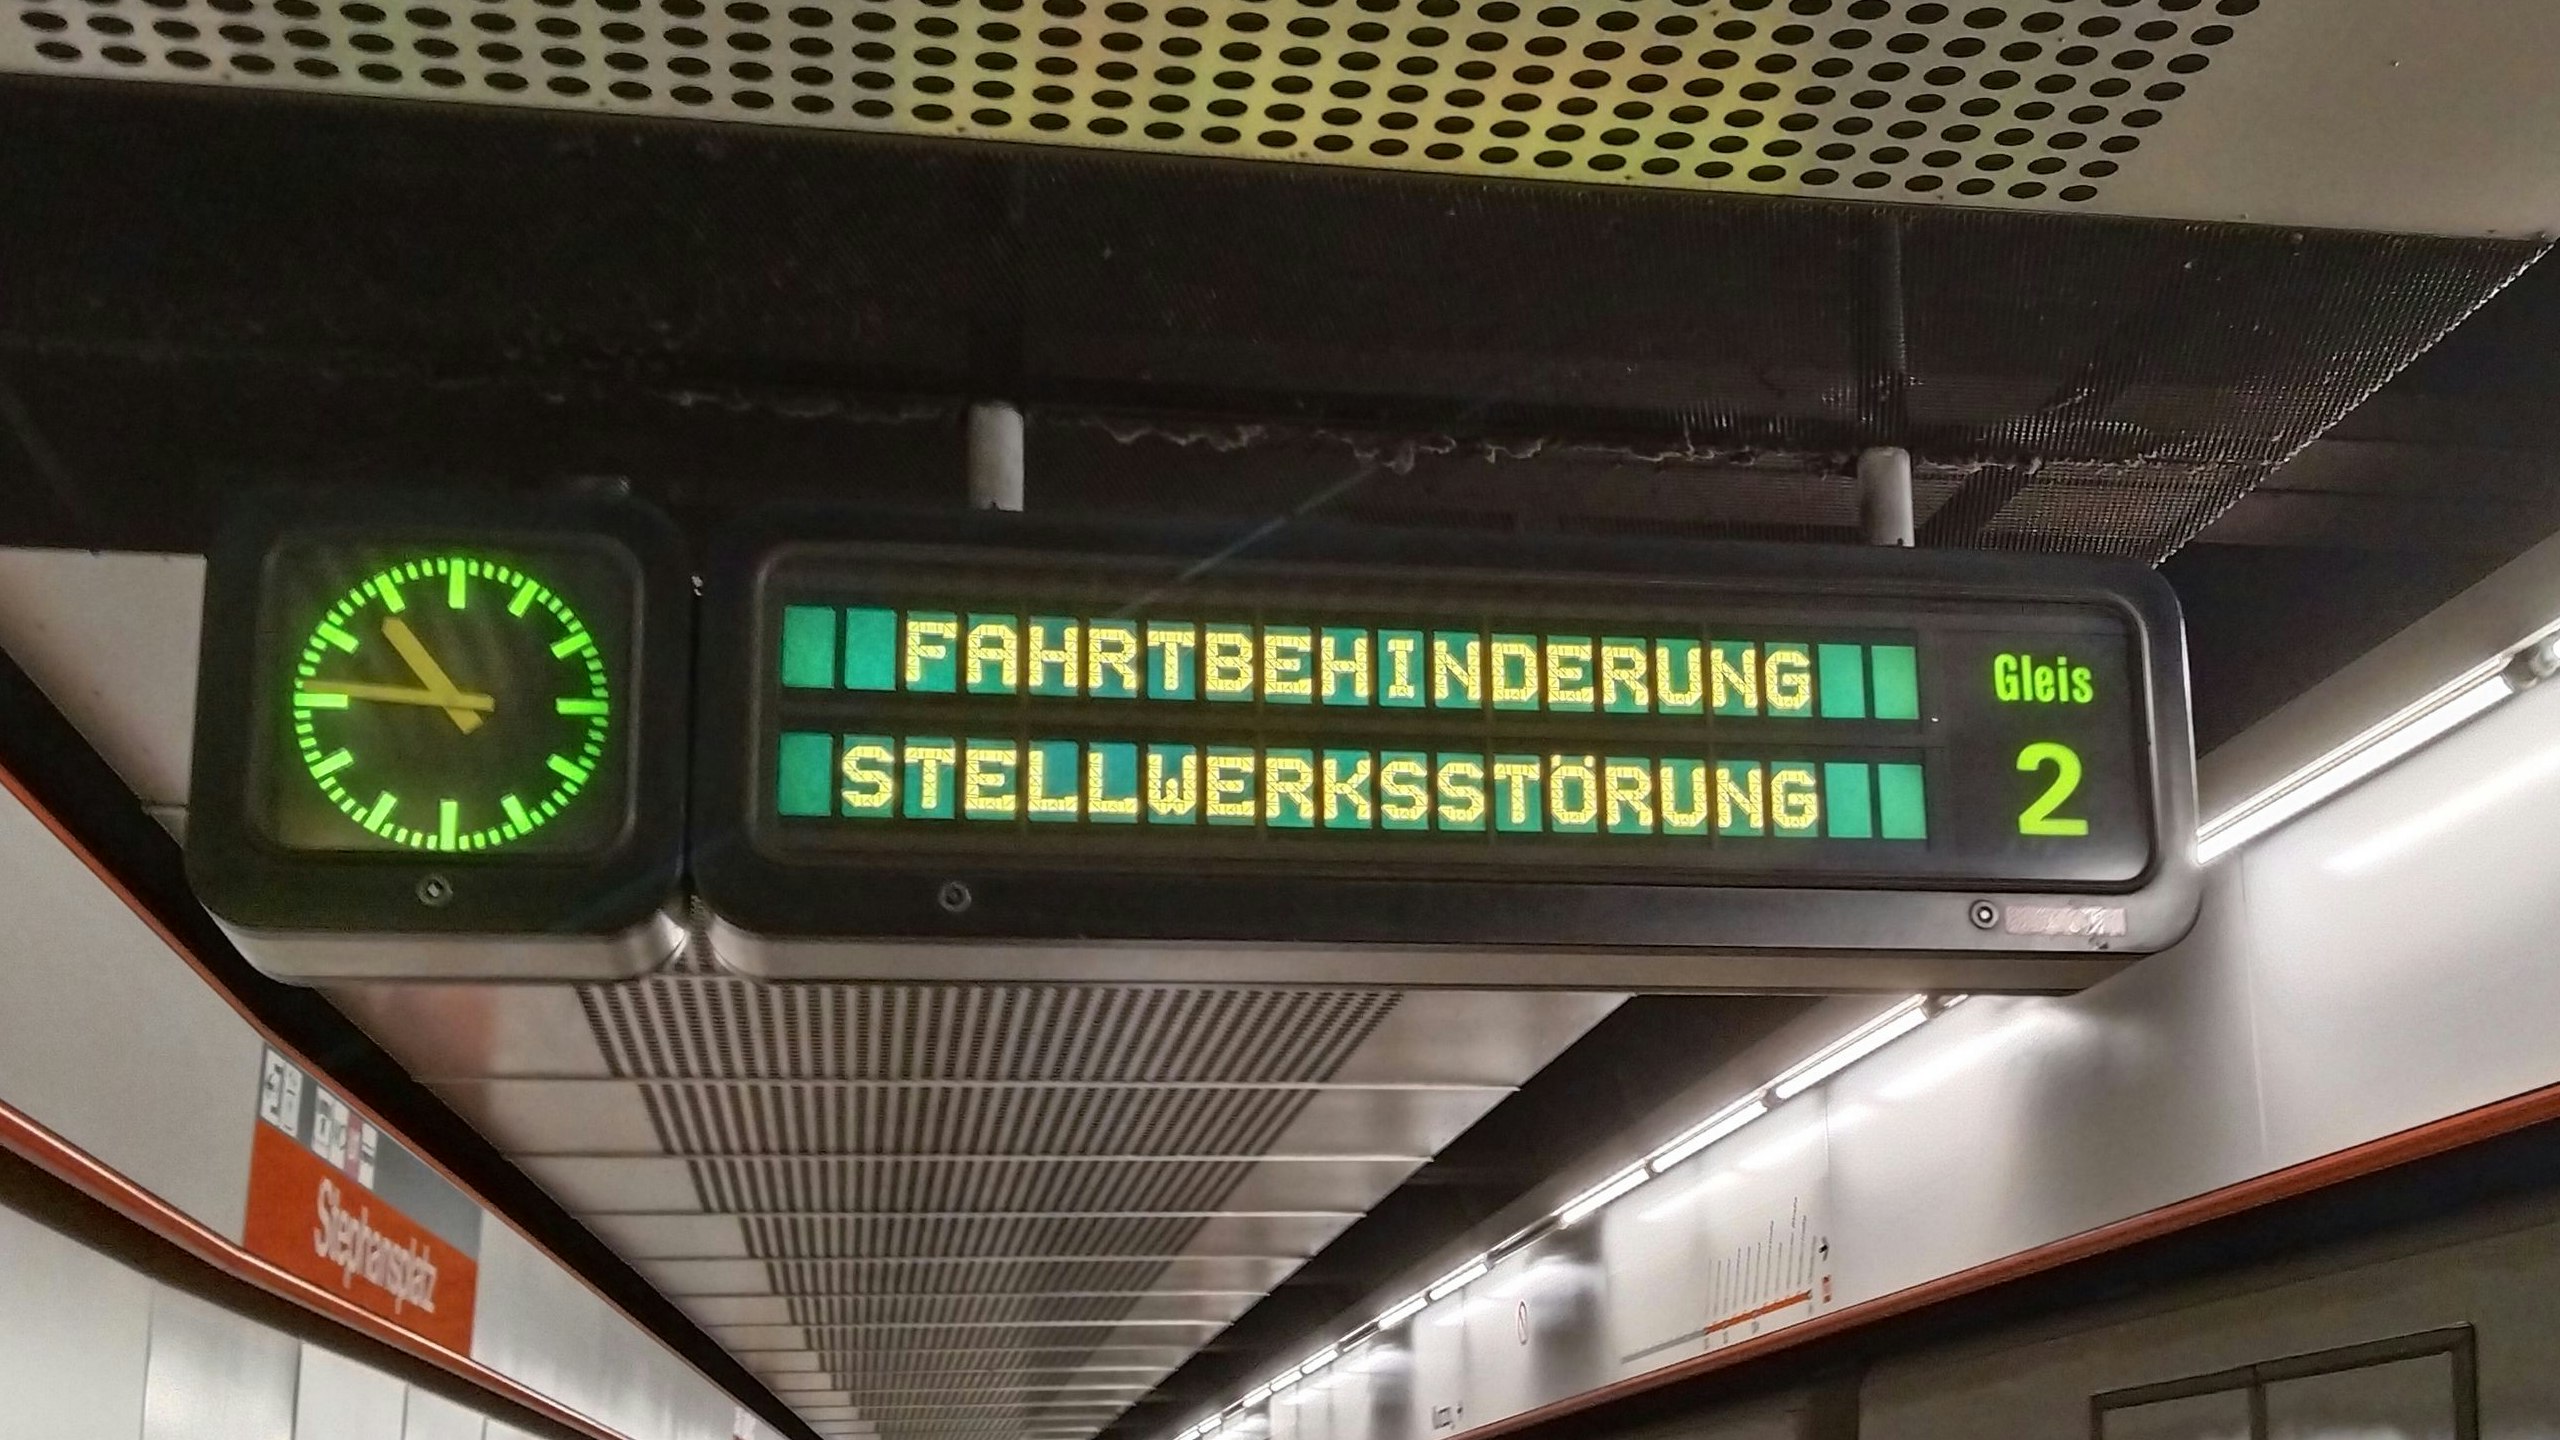 FAHRTBEHINDERUNG
STELLWERKSSTÖRUNG
Gleis
2
Stephansplatz